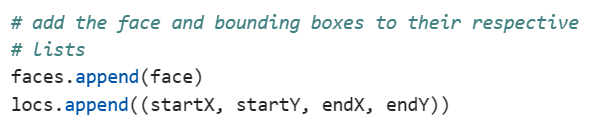 # add the face and bounding boxes to their respective
# lists
faces.append(face)
locs.append((startX, startY, endX, endY))